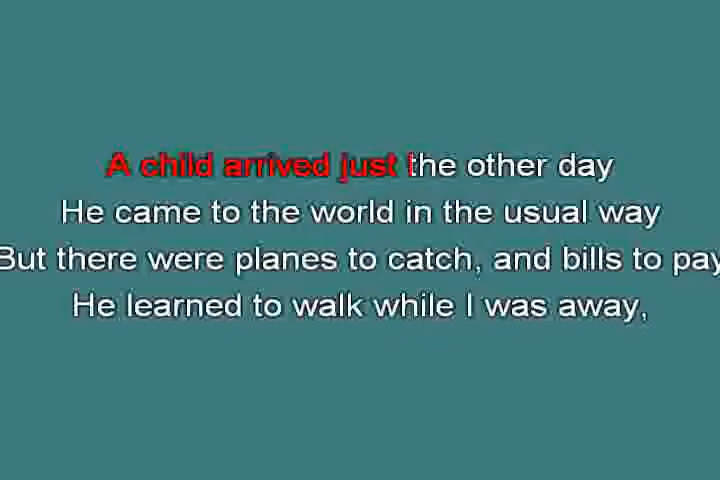 A child arrived just the other day
He came to the world in the usual way
But there were planes to catch, and bills to pay
He learned to walk while I was away,